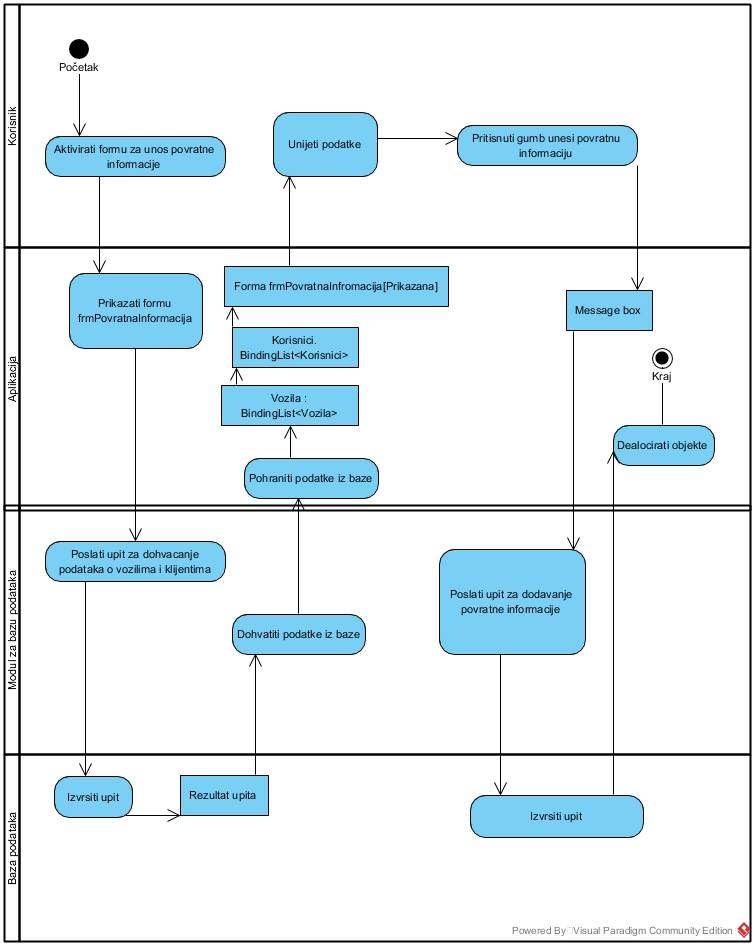 Korisnik
Početak
Aktivirati formu za unos povratne
informacije
Unijeti podatke
Pritisnuti gumb unesi povratnu
informaciju
Aplikacija
Prikazati formu
frmPovratnaInformacija
Forma frmPovratnaInfromacija[Prikazana]
Korisnici.
BindingList<Korisnici>
Vozila :
BindingList<Vozila>
Pohraniti podatke iz baze
Message box
Kraj
Dealocirati objekte
Modul za bazu podataka
Poslati upit za dohvacanje
podataka o vozilima i klijentima
Dohvatiti podatke iz baze
Poslati upit za dodavanje
povratne informacije
Baza podataka
Izvrsiti upit
Rezultat upita
Izvrsiti upit
Powered By Visual Paradigm Community Edition